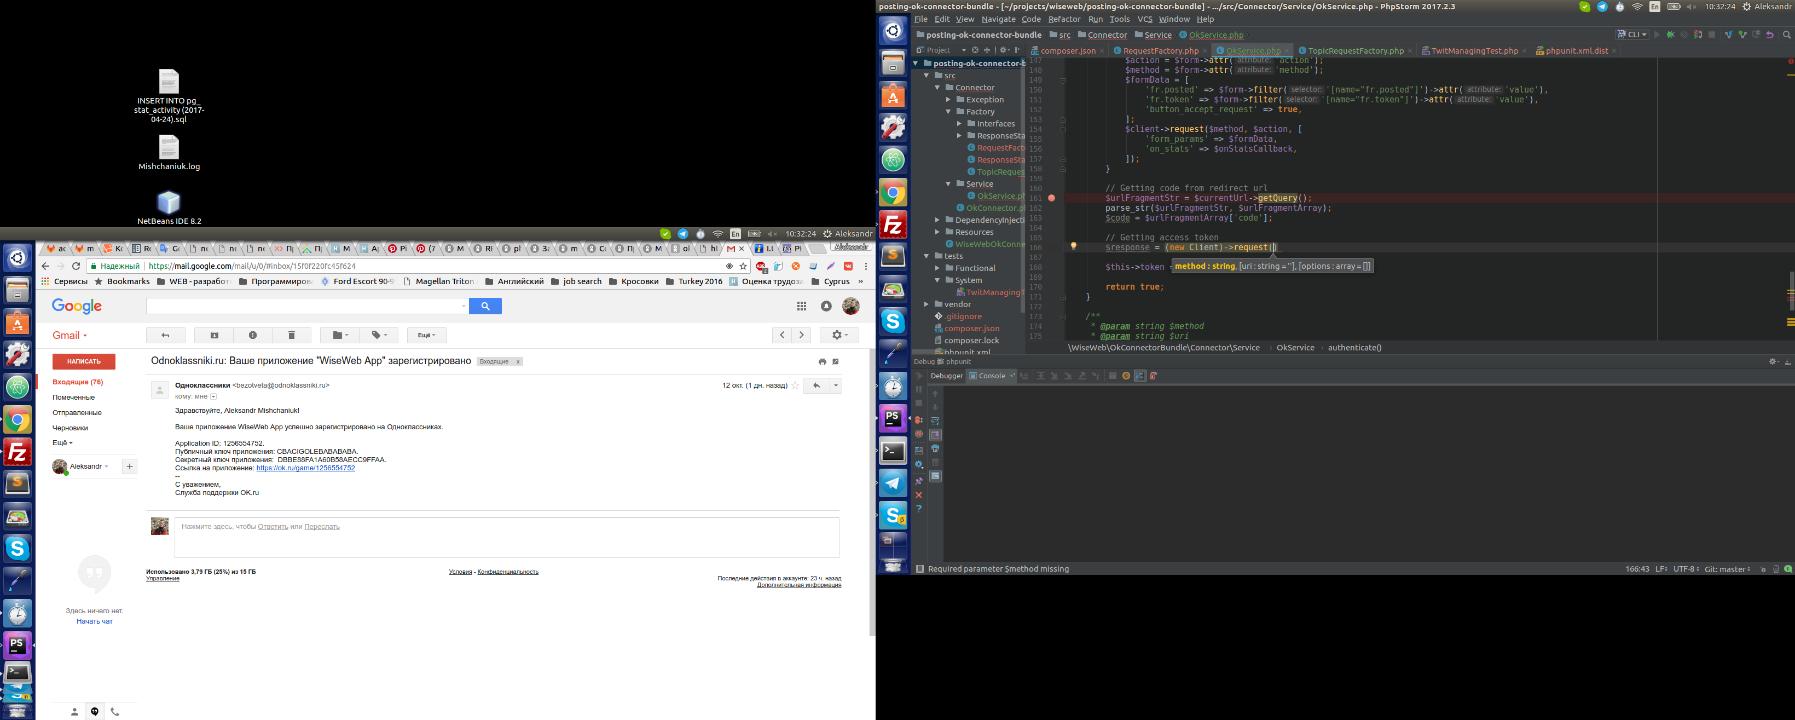 INSERT INTO pg_
stat_activity (2017-
04-24).sql
Mishchaniuk.log
NetBeans IDE 8.2
En
10:32:24
Aleksandr
Надежный
https://mail.google.com/mail/u/0/#inbox/15f0f220fc45f624
Сервисы
Bookmarks
WEB - разработ
Программиров
Ford Escort 90-9
Magellan Triton
Английский
job search
Кросовки
Turkey 2016
Оценка трудоз
Cyprus
»
Google
Gmail
Ещё
НАПИСАТЬ
Входящие (76)
Помеченные
Отправленные
Черновики
Ещё
Aleksandr
+
Здесь ничего нет.
Начать чат
Odnoklassniki.ru: Ваше приложение "WiseWeb App" зарегистрировано
Входящие x
Одноклассники <bezotveta@odnoklassniki.ru>
12 окт. (1 дн. назад)
кому: мне
Здравствуйте, Aleksandr Mishchaniuk!
Ваше приложение WiseWeb App успешно зарегистрировано на Одноклассниках.
Application ID: 1256554752.
Публичный ключ приложения: CBACIGOLEBABABABA.
Секретный ключ приложения: DBBE88FA1A60B58AECC9FFAA.
Ссылка на приложение: https://ok.ru/game/1256554752
--
С уважением,
Служба поддержки OK.ru
Нажмите здесь, чтобы Ответить или Переслать
Использовано 3,79 ГБ (25%) из 15 ГБ
Управление
Условия - Конфиденциальность
Последние действия в аккаунте: 23 ч. назад
Дополнительная информация
posting-ok-connector-bundle - [~/projects/wiseweb/posting-ok-connector-bundle] - .../src/Connector/Service/OkService.php - PhpStorm 2017.2.3
En
10:32:24
Aleksandr
File Edit View Navigate Code Refactor Run Tools VCS Window Help
posting-ok-connector-bundle
src
Connector
Service
OkService.php
CLI
Project
composer.json
RequestFactory.php
OkService.php
TopicRequestFactory.php
TwitManagingTest.php
phpunit.xml.dist
posting-ok-connector-b
src
Connector
Exception
Factory
Interfaces
ResponseSta
RequestFact
ResponseSta
TopicReques
Service
OkService.ph
OkConnector.
DependencyInject
Resources
WiseWebOkConne
tests
Functional
System
TwitManaging
vendor
.gitignore
composer.json
composer.lock
phpunit.xml
147 $action = $form->attr( attribute: 'action');
148 $method = $form->attr( attribute: 'method');
149 $formData = [
150 'fr.posted' => $form->filter( selector: '[name="fr.posted"]')->attr( attribute: 'value'),
151 'fr.token' => $form->filter( selector: '[name="fr.token"]')->attr( attribute: 'value'),
152 'button_accept_request' => true,
153 ];
154 $client->request($method, $action, [
155 'form_params' => $formData,
156 'on_stats' => $onStatsCallback,
157 ]);
158 }
159
160 // Getting code from redirect url
161 $urlFragmentStr = $currentUrl->getQuery();
162 parse_str($urlFragmentStr, $urlFragmentArray);
163 $code = $urlFragmentArray['code'];
164
165 // Getting access token
166 $response = (new Client)->request()
167 method : string, [uri : string = ''], [options : array = []]
168 $this->token =
169
170 return true;
171 }
172
173 /**
174 * @param string $method
175 * @param string $uri
\WiseWeb\OkConnectorBundle\Connector\Service
OkService
authenticate()
Debug
phpunit
Debugger
Console
Required parameter $method missing
166:43 LF UTF-8 Git: master